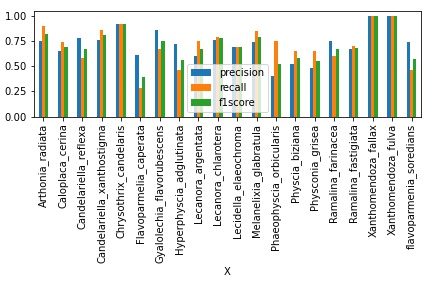 1.00
0.75
0.50
0.25
0.00
precision
recall
f1score
Arthonia_radiata
Caloplaca_cerina
Candelariella_reflexa
Candelariella_xanthostigma
Chrysothrix_candelaris
Flavoparmelia_caperata
Gyalolechia_flavorubescens
Hyperphyscia_adglutinata
Lecanora_argentata
Lecanora_chlarotera
Lecidella_elaeochroma
Melanelixia_glabratula
Phaeophyscia_orbicularis
Physcia_biziana
Physconia_grisea
Ramalina_farinacea
Ramalina_fastigiata
Xanthomendoza_fallax
Xanthomendoza_fulva
flavoparmenia_soredians
X